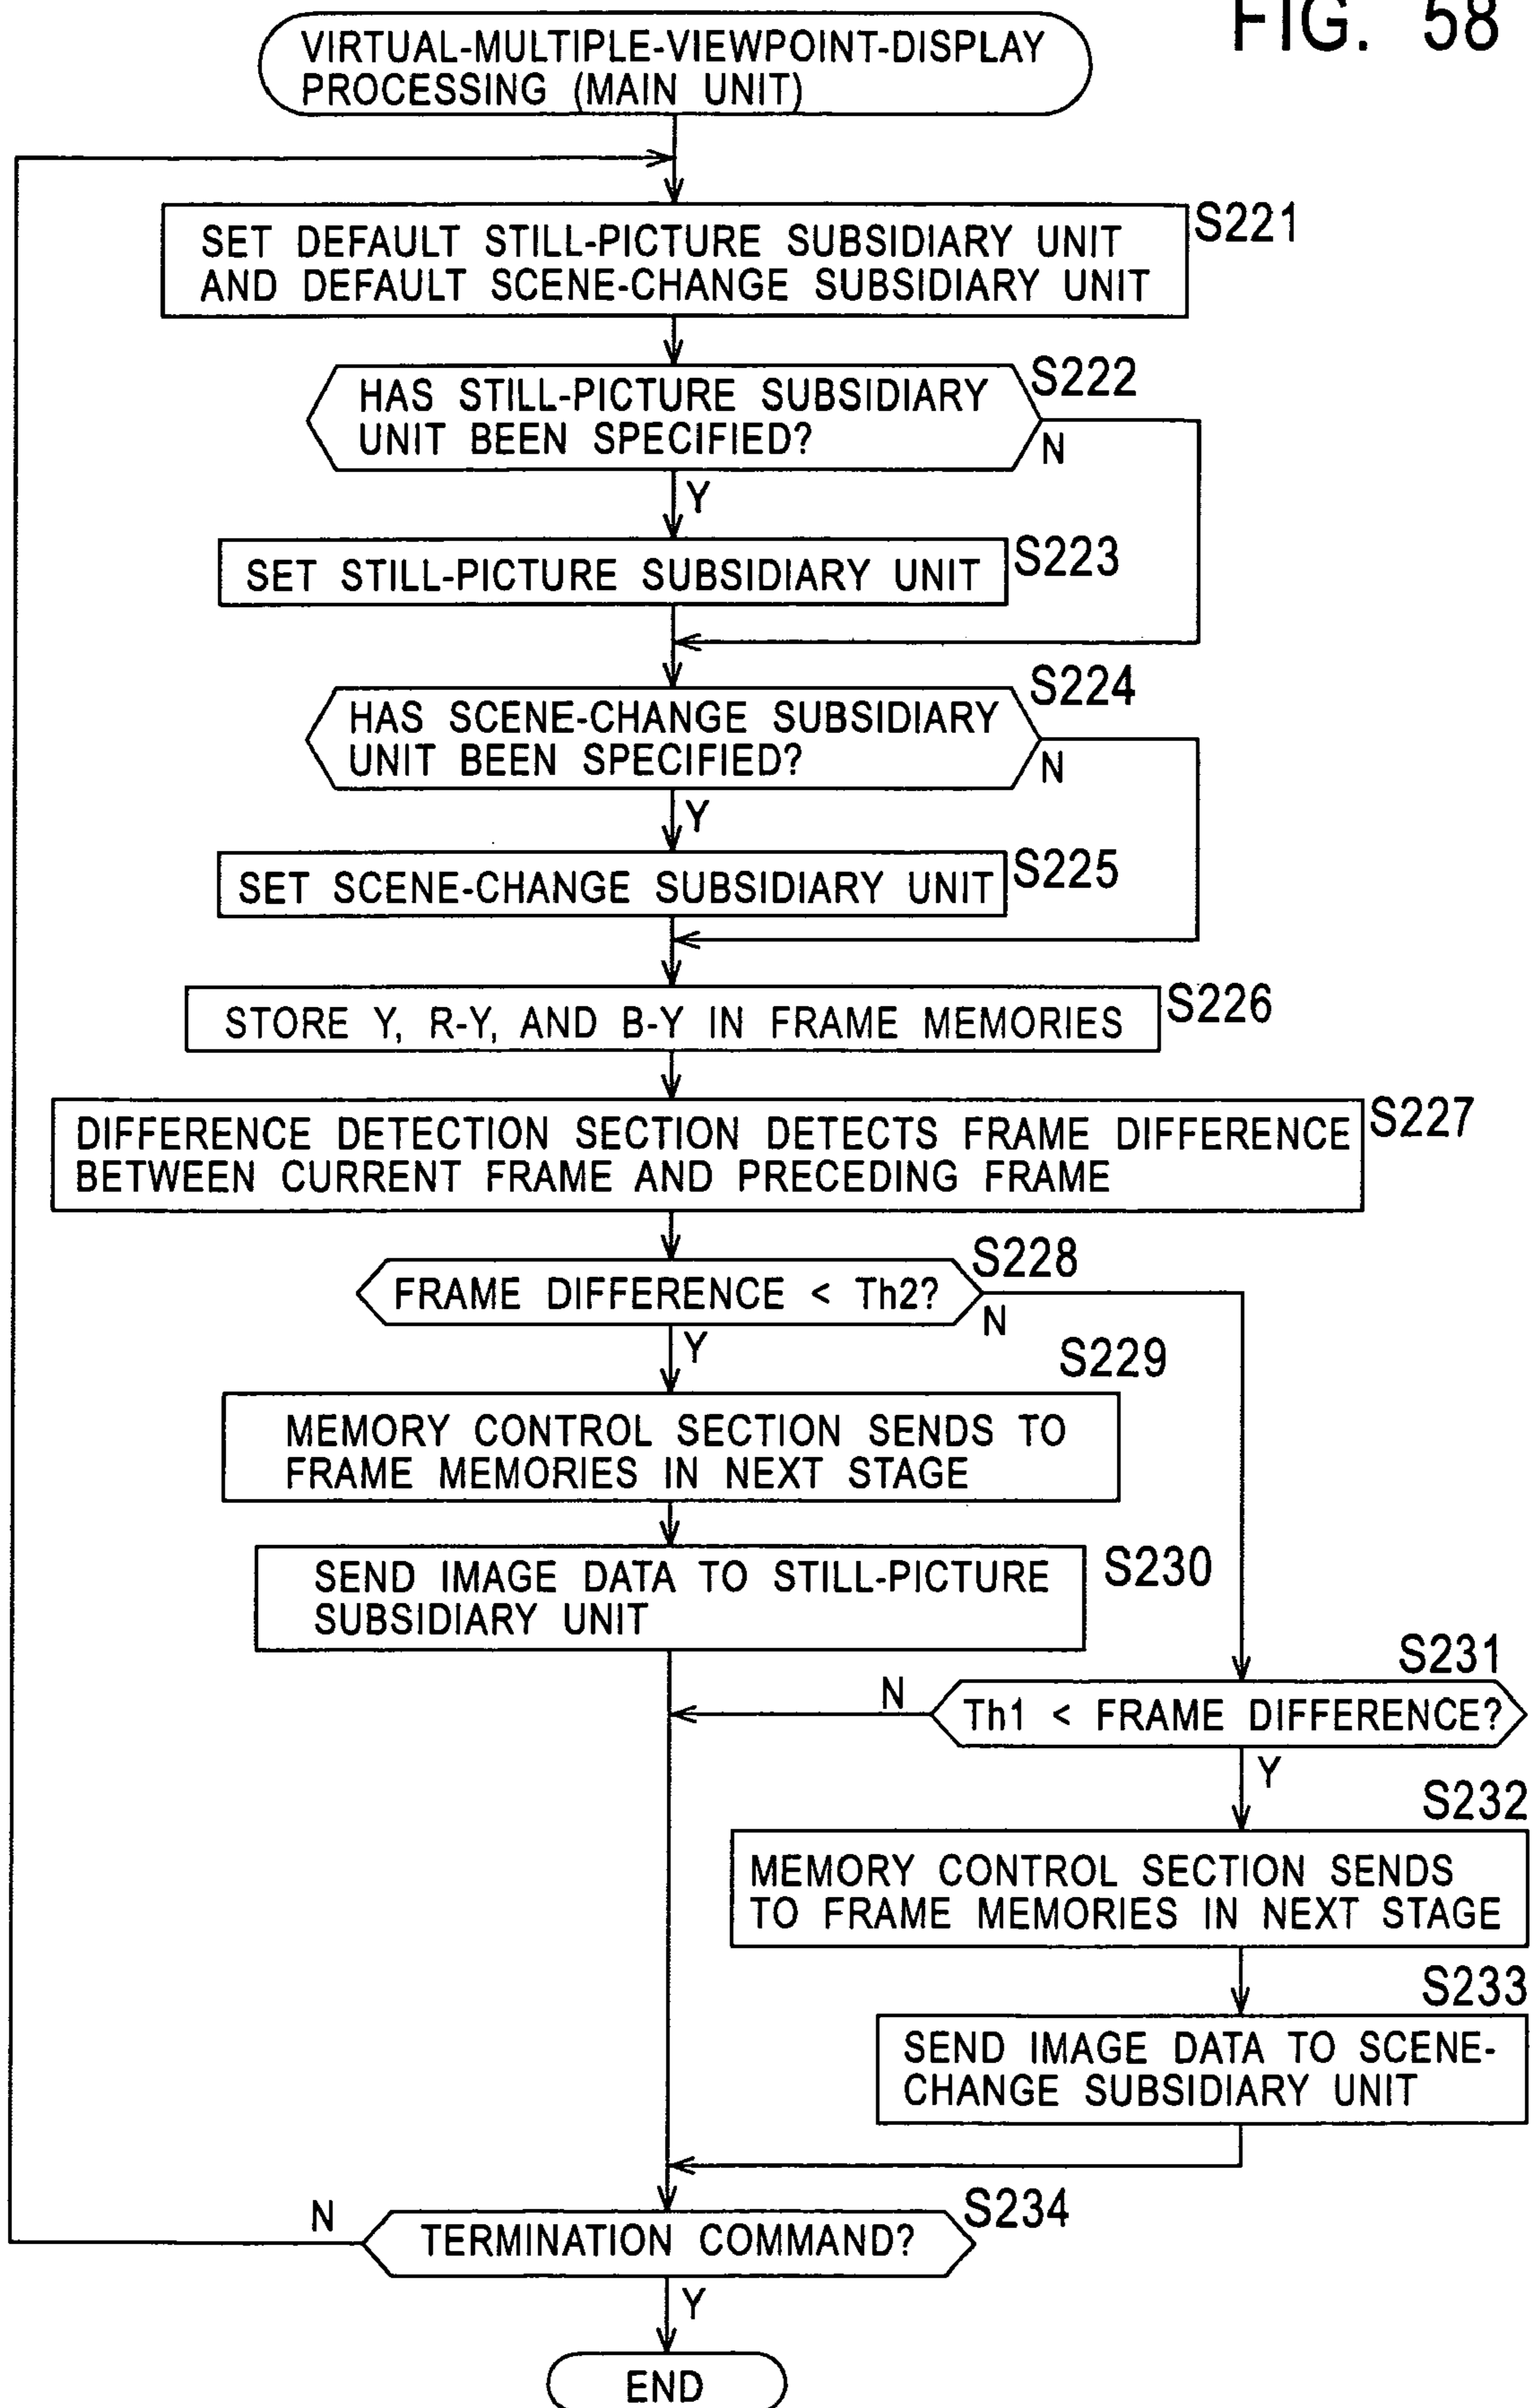 FIG. 58
VIRTUAL-MULTIPLE-VIEWPOINT-DISPLAY
PROCESSING (MAIN UNIT)
S221
SET DEFAULT STILL-PICTURE SUBSIDIARY UNIT
AND DEFAULT SCENE-CHANGE SUBSIDIARY UNIT
S222
HAS STILL-PICTURE SUBSIDIARY
UNIT BEEN SPECIFIED?
N
Y
S223
SET STILL-PICTURE SUBSIDIARY UNIT
S224
HAS SCENE-CHANGE SUBSIDIARY
UNIT BEEN SPECIFIED?
N
Y
S225
SET SCENE-CHANGE SUBSIDIARY UNIT
S226
STORE Y, R-Y, AND B-Y IN FRAME MEMORIES
S227
DIFFERENCE DETECTION SECTION DETECTS FRAME DIFFERENCE
BETWEEN CURRENT FRAME AND PRECEDING FRAME
S228
FRAME DIFFERENCE < Th2?
N
Y
S229
MEMORY CONTROL SECTION SENDS TO
FRAME MEMORIES IN NEXT STAGE
S230
SEND IMAGE DATA TO STILL-PICTURE
SUBSIDIARY UNIT
S231
N
Th1 < FRAME DIFFERENCE?
Y
S232
MEMORY CONTROL SECTION SENDS
TO FRAME MEMORIES IN NEXT STAGE
S233
SEND IMAGE DATA TO SCENE-
CHANGE SUBSIDIARY UNIT
S234
N
TERMINATION COMMAND?
Y
END